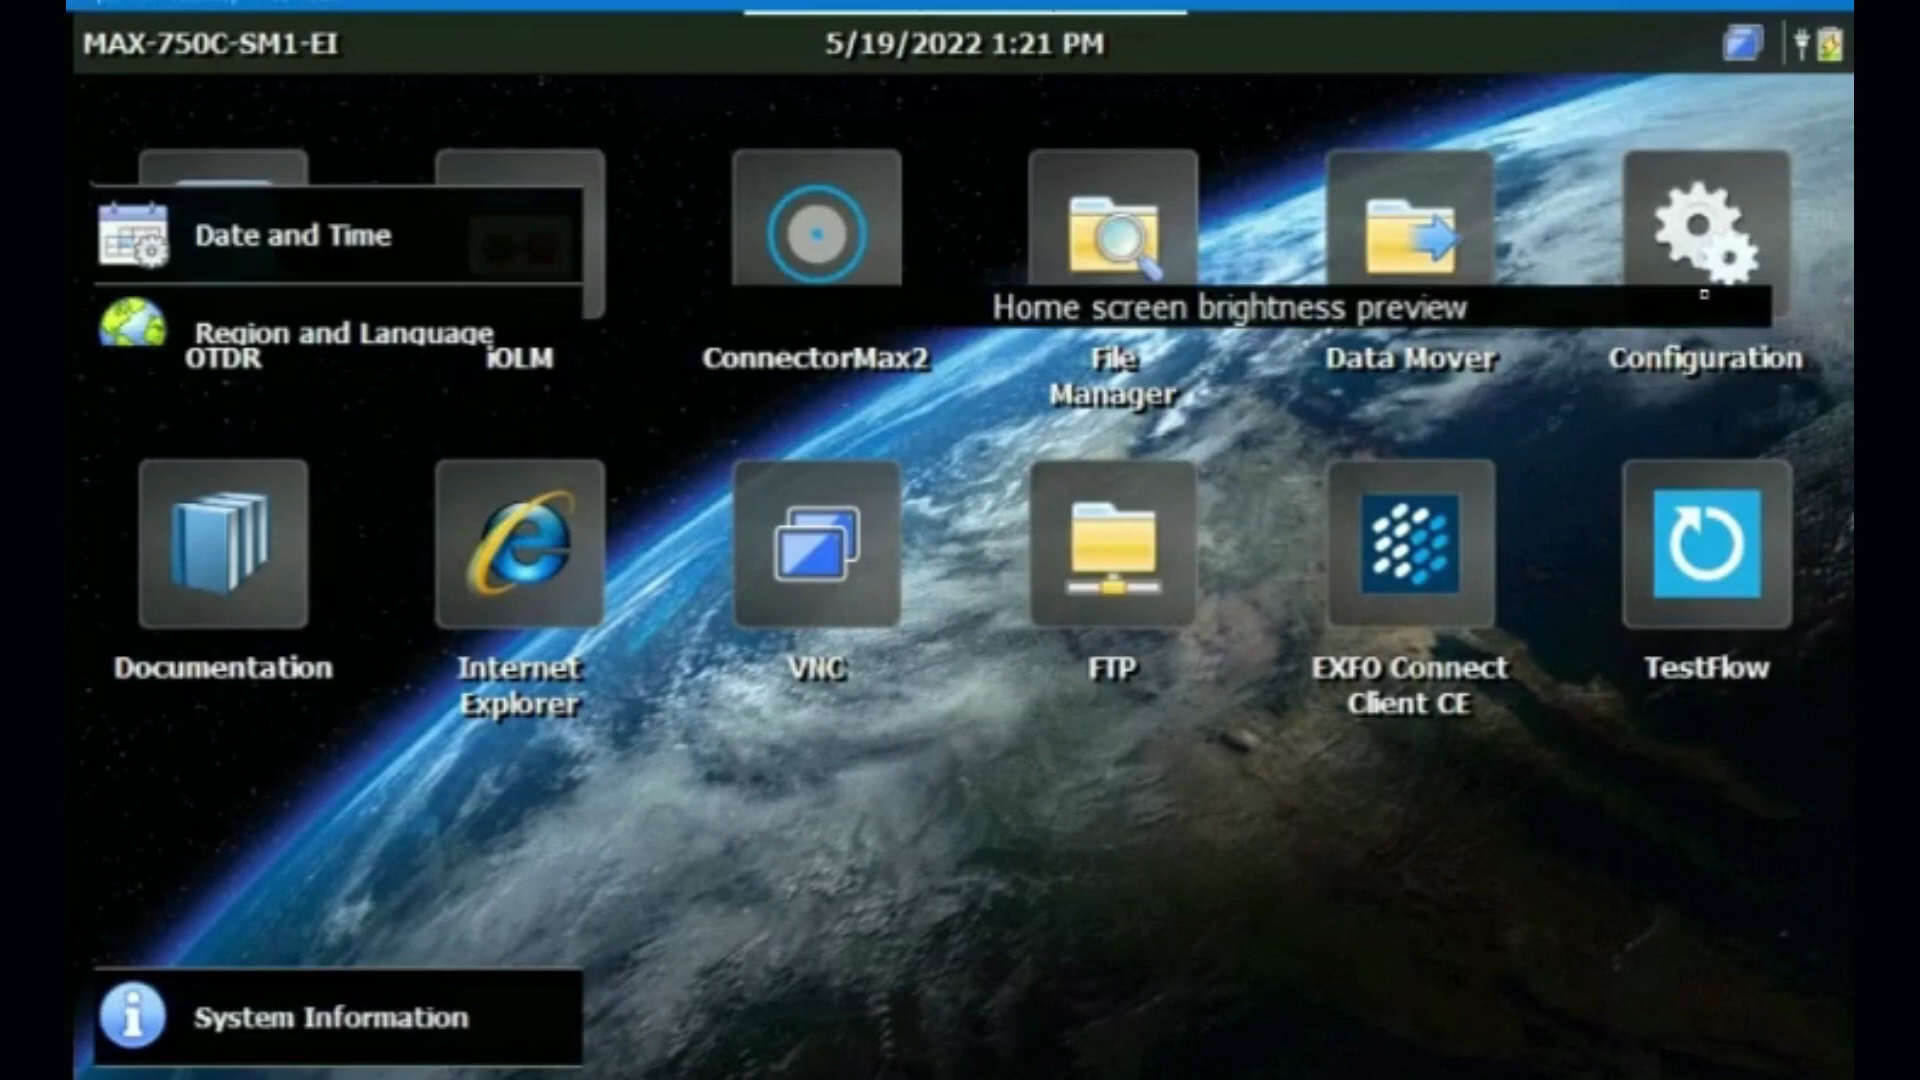 MAX-750C-SM1-EI
5/19/2022 1:21 PM
Date and Time
Region and Language
Home screen brightness preview
OTDR
iOLM
ConnectorMax2
File
Manager
Data Mover
Configuration
Documentation
Internet
Explorer
VNC
FTP
EXFO Connect
Client CE
TestFlow
System Information